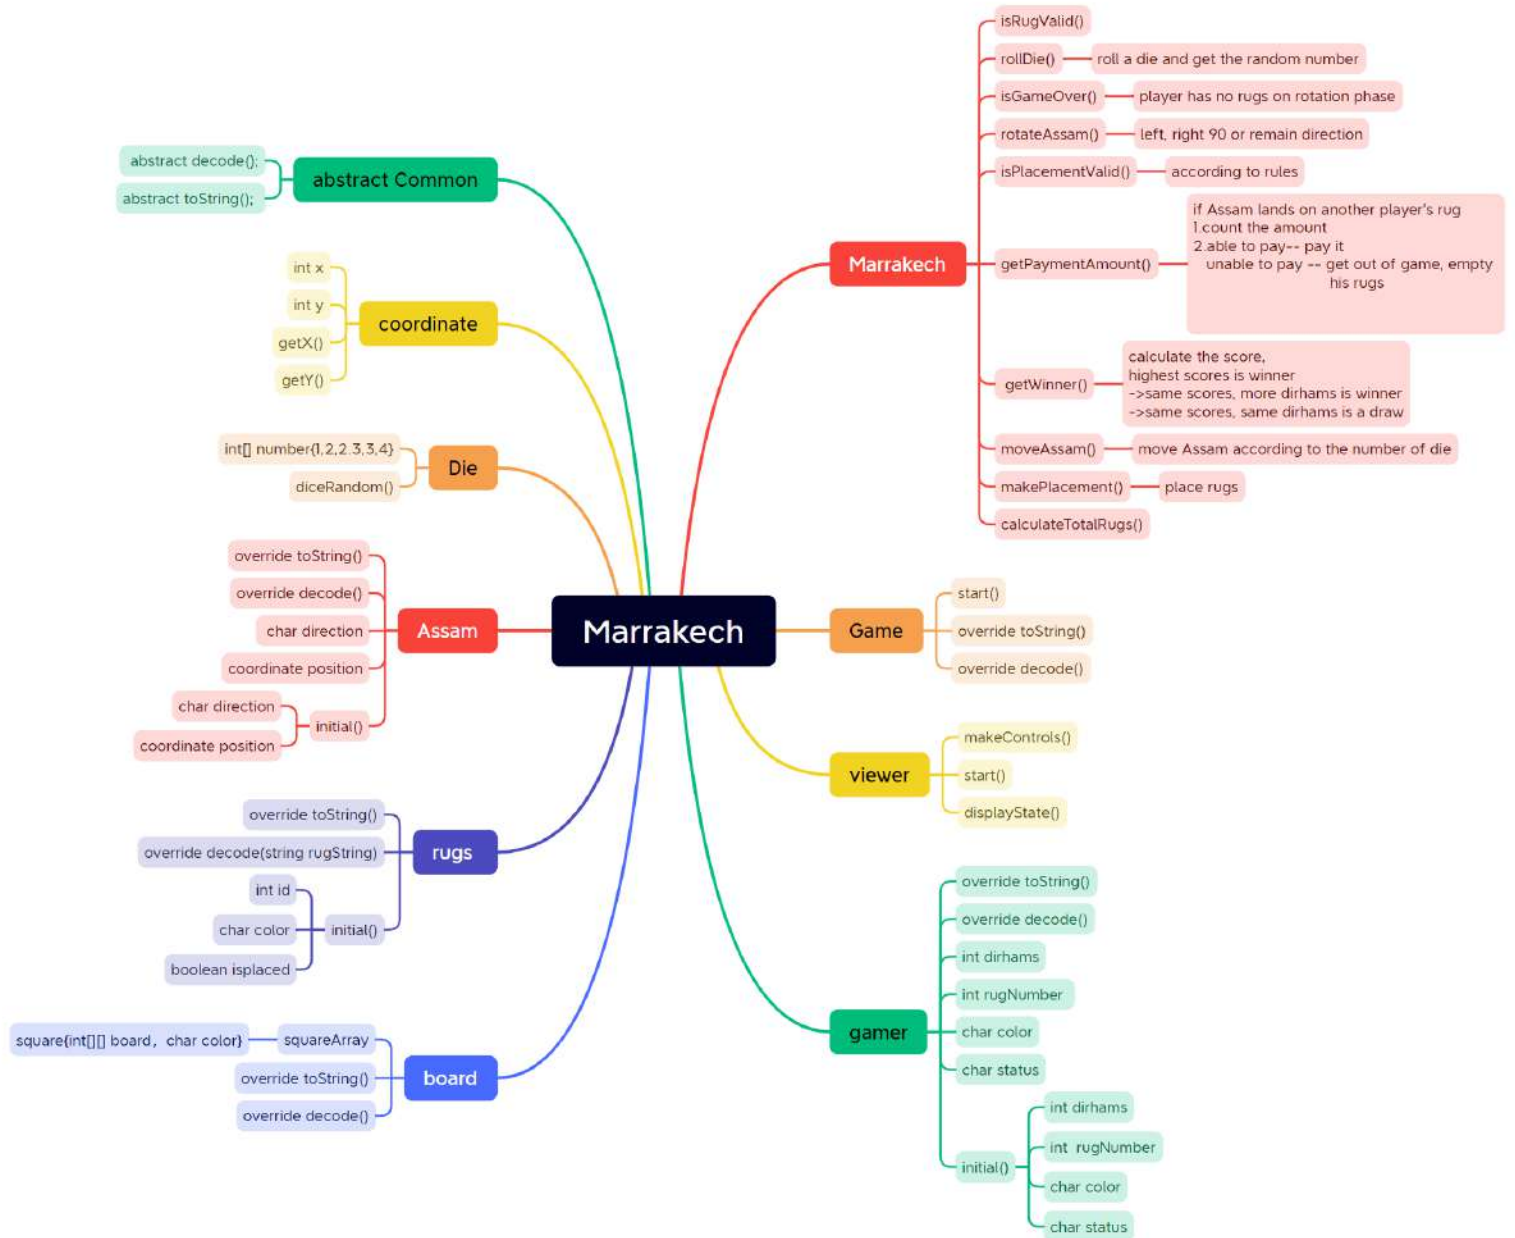 Marrakech
abstract Common
abstract decode();
abstract toString();
coordinate
int x
int y
getX()
getY()
Die
int[] number{1,2,2.3,3,4}
diceRandom()
Assam
override toString()
override decode()
char direction
coordinate position
initial()
char direction
coordinate position
rugs
override toString()
override decode(string rugString)
initial()
int id
char color
boolean isplaced
board
squareArray
square{int[][] board, char color}
override toString()
override decode()
Marrakech
isRugValid()
rollDie()
roll a die and get the random number
isGameOver()
player has no rugs on rotation phase
rotateAssam()
left, right 90 or remain direction
isPlacementValid()
according to rules
getPaymentAmount()
if Assam lands on another player's rug
1.count the amount
2.able to pay-- pay it
unable to pay -- get out of game, empty
his rugs
getWinner()
calculate the score,
highest scores is winner
->same scores, more dirhams is winner
->same scores, same dirhams is a draw
moveAssam()
move Assam according to the number of die
makePlacement()
place rugs
calculateTotalRugs()
Game
start()
override toString()
override decode()
viewer
makeControls()
start()
displayState()
gamer
override toString()
override decode()
int dirhams
int rugNumber
char color
char status
initial()
int dirhams
int rugNumber
char color
char status